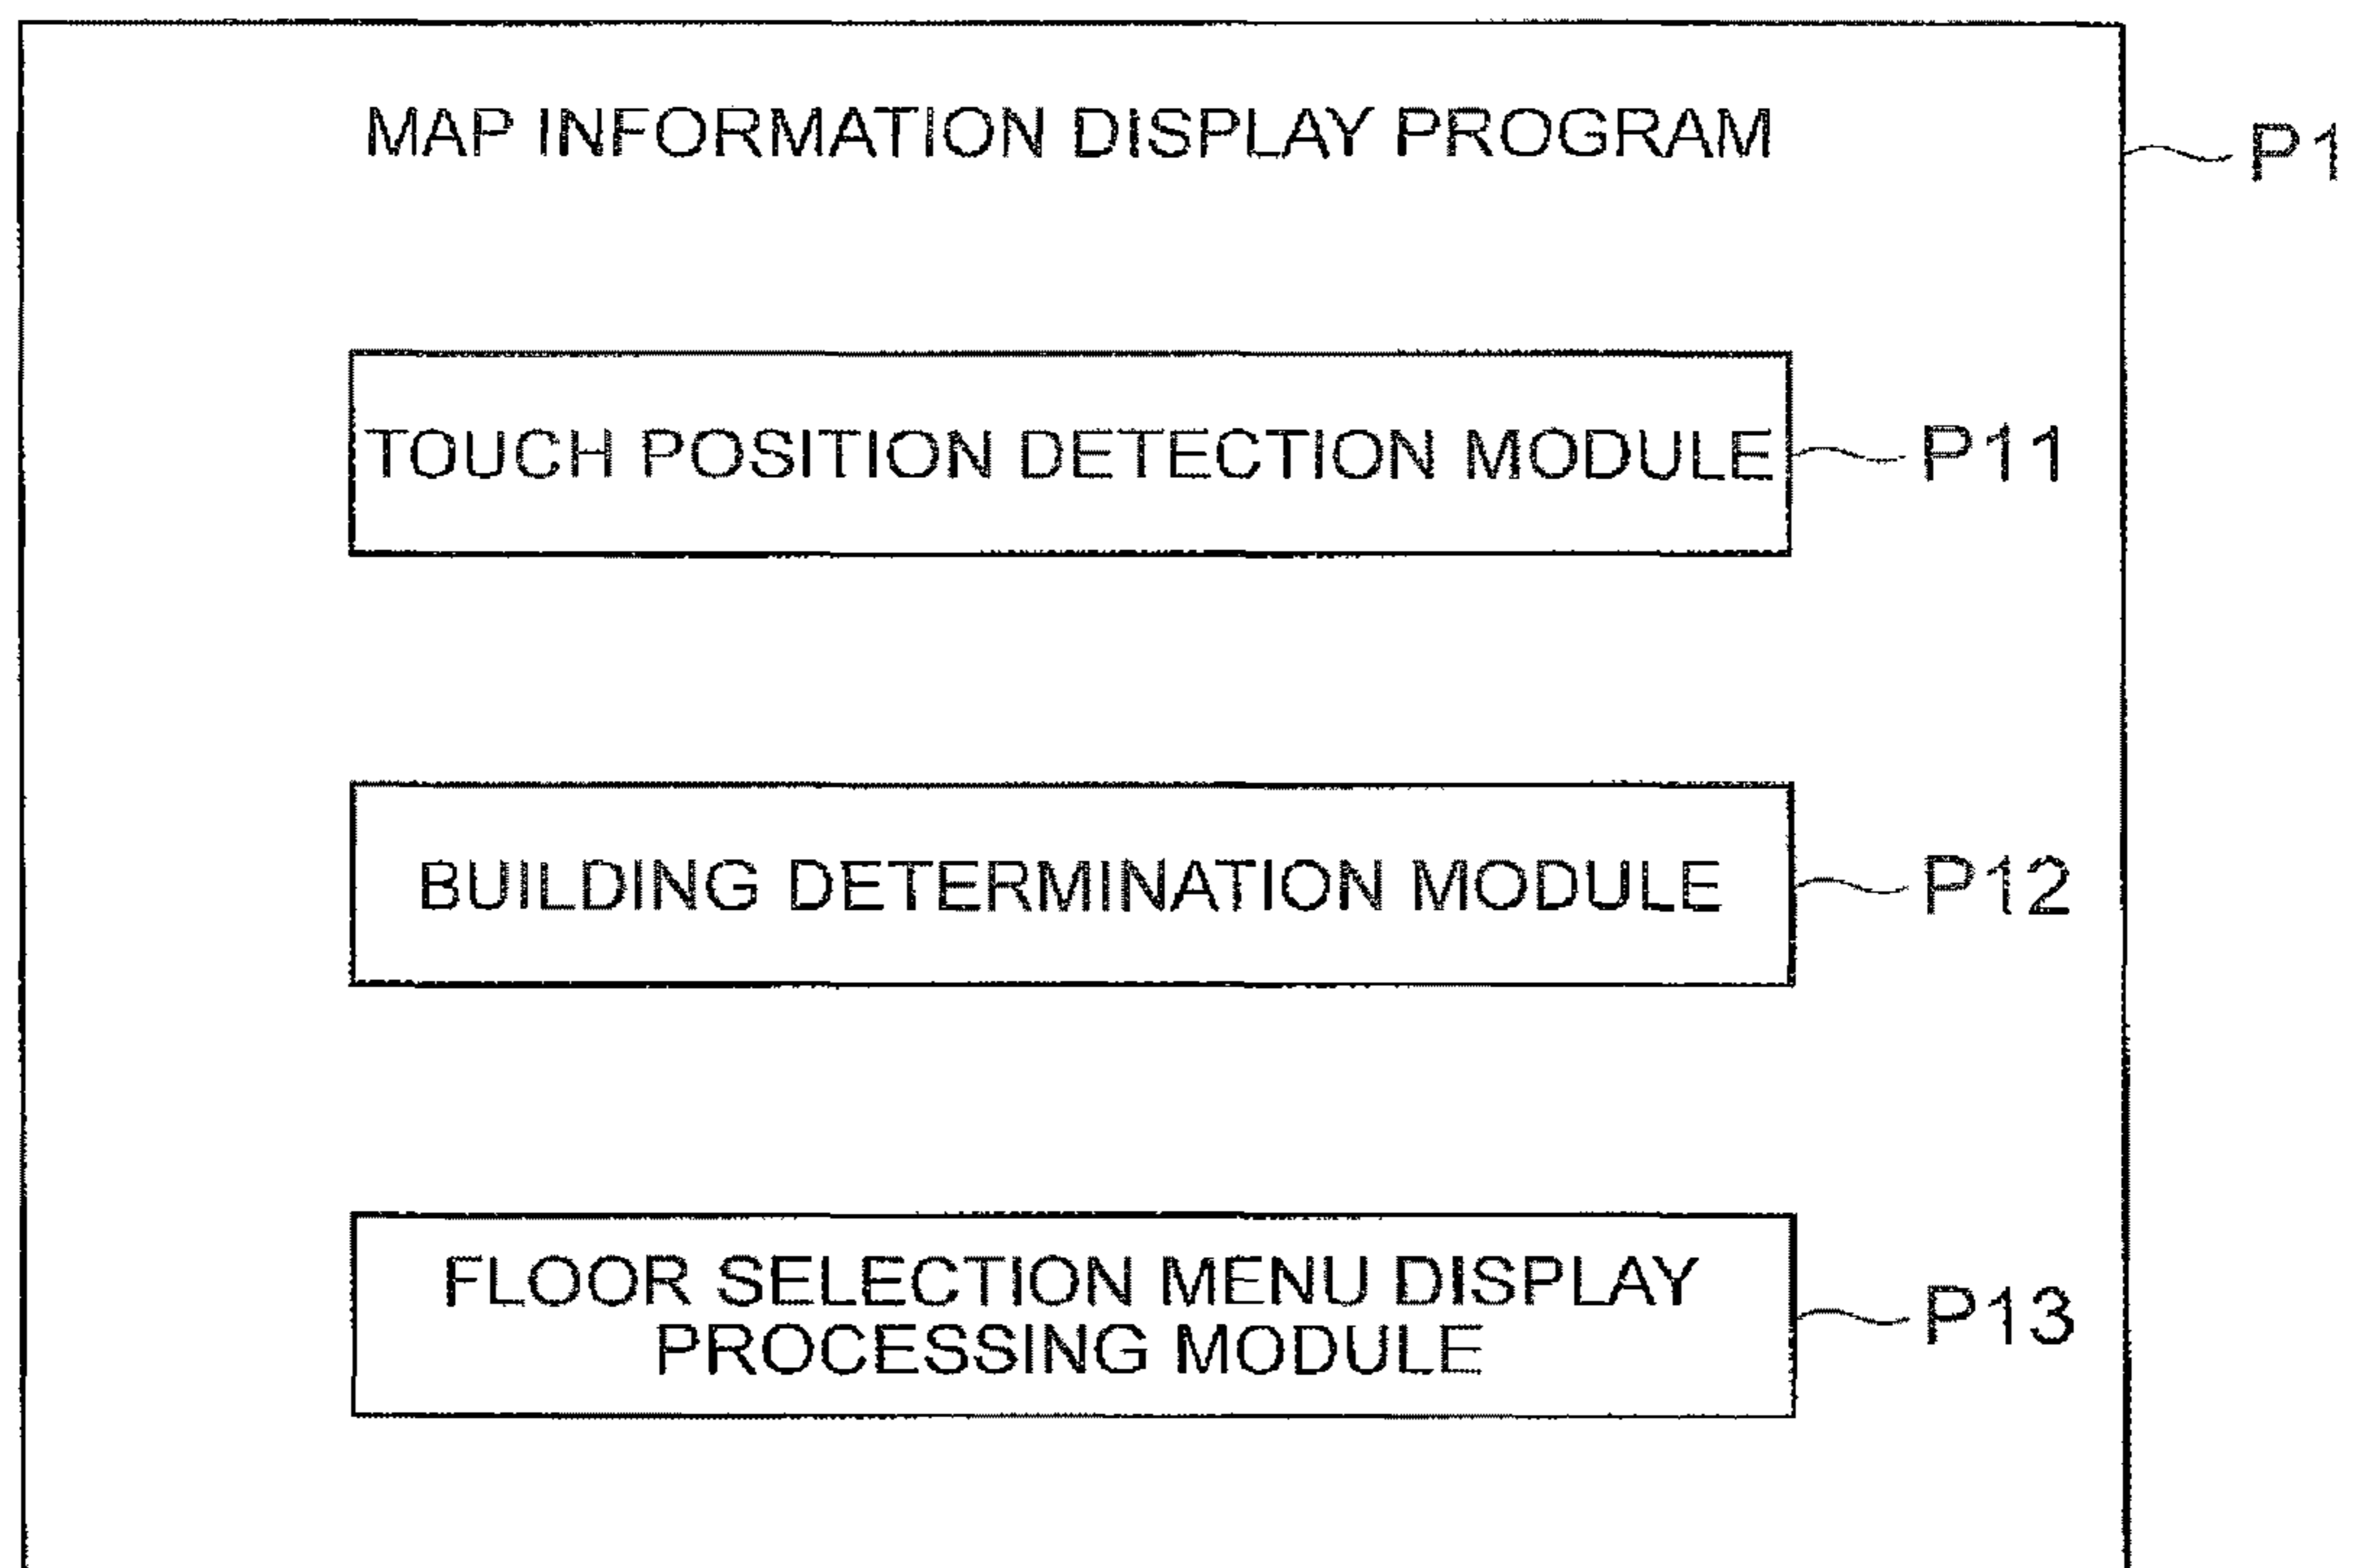 MAP INFORMATION DISPLAY PROGRAM
P1
TOUCH POSITION DETECTION MODULE
P11
BUILDING DETERMINATION MODULE
P12
FLOOR SELECTION MENU DISPLAY
PROCESSING MODULE
P13